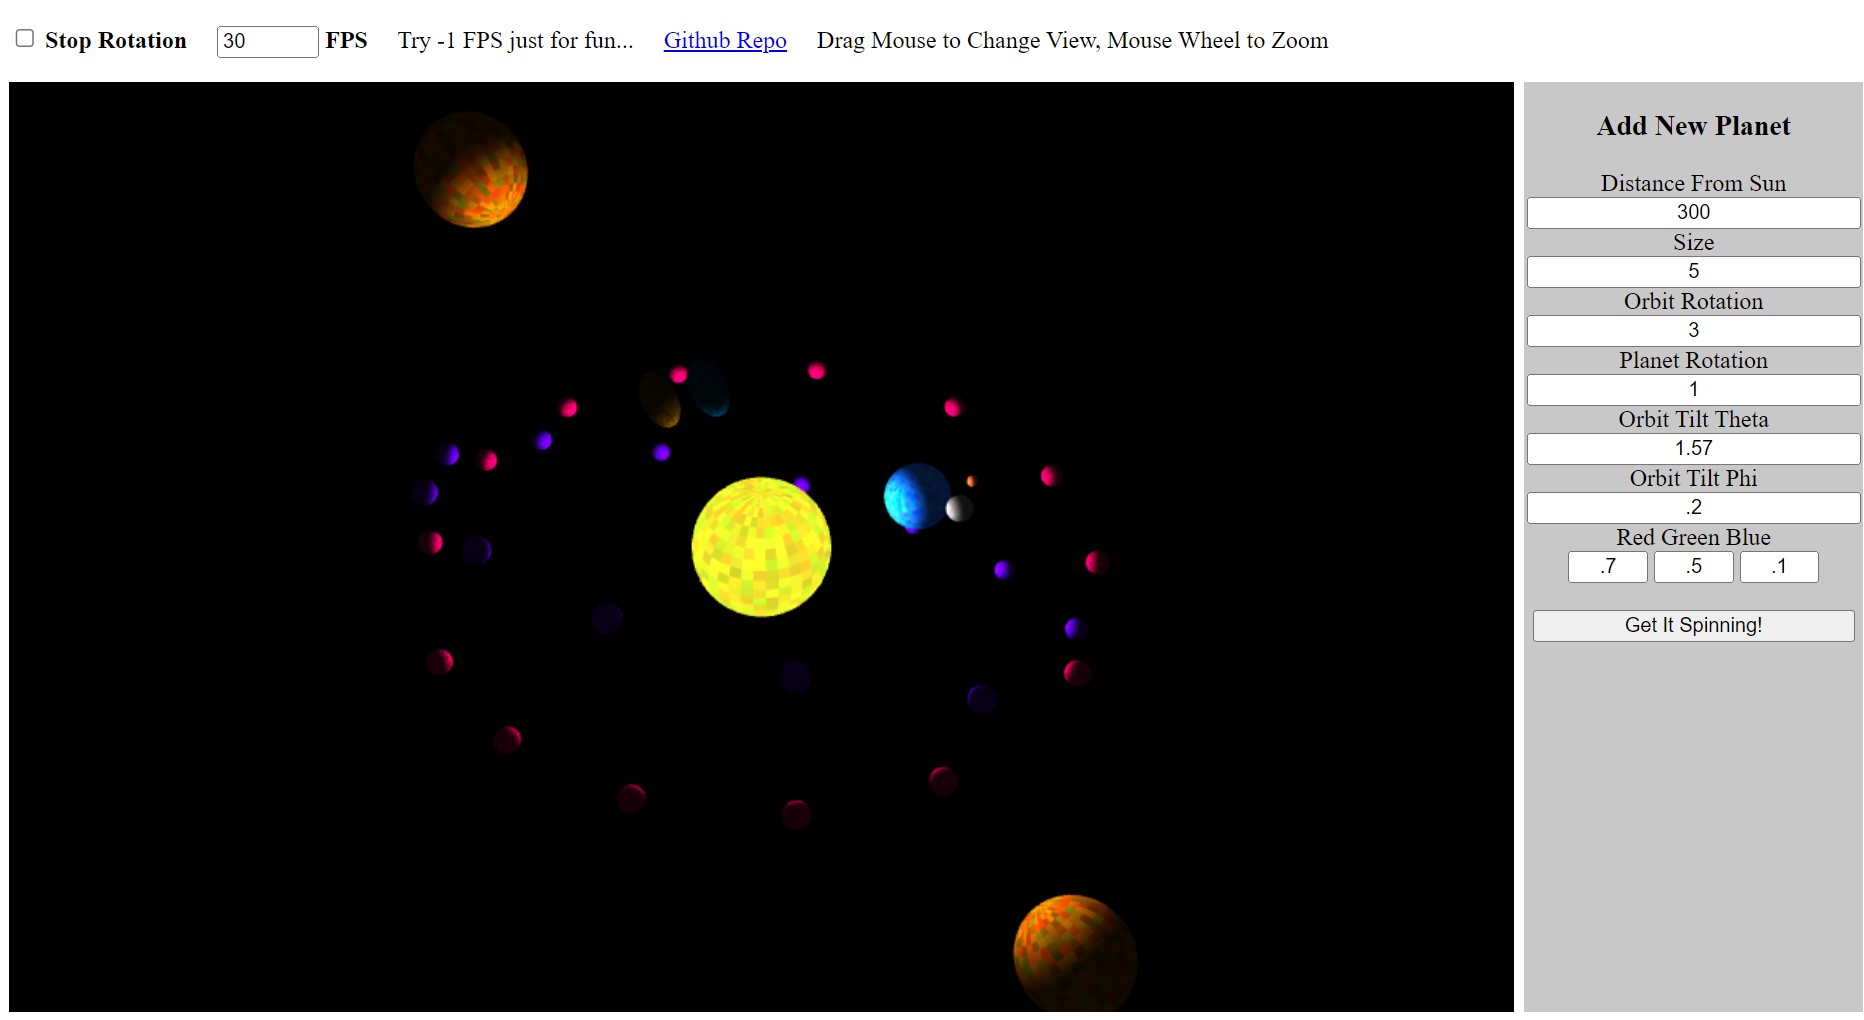 Stop Rotation 30 FPS Try -1 FPS just for fun... Github Repo Drag Mouse to Change View, Mouse Wheel to Zoom
Add New Planet
Distance From Sun
300
Size
5
Orbit Rotation
3
Planet Rotation
1
Orbit Tilt Theta
1.57
Orbit Tilt Phi
.2
Red Green Blue
.7 .5 .1
Get It Spinning!